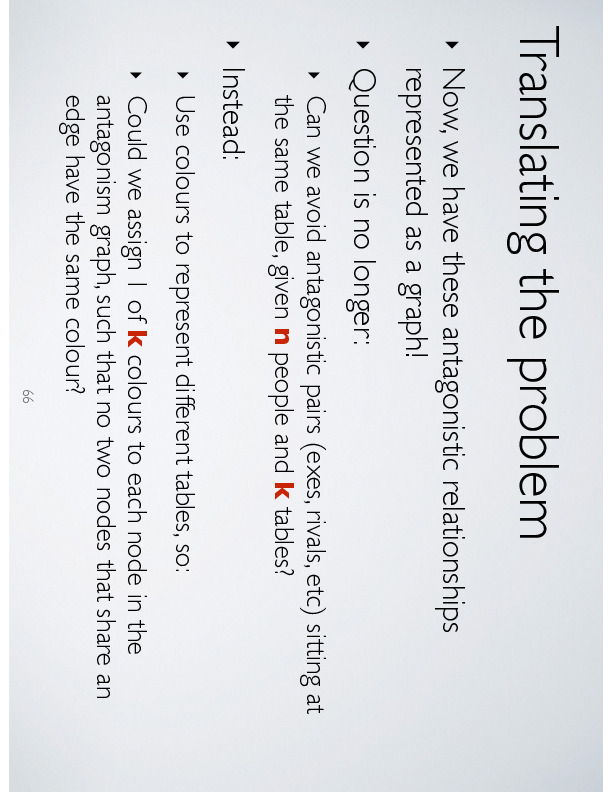 Translating the problem
‣ Now, we have these antagonistic relationships
represented as a graph!
‣ Question is no longer:
‣ Can we avoid antagonistic pairs (exes, rivals, etc) sitting at
the same table, given n people and k tables?
‣ Instead:
‣ Use colours to represent different tables, so:
‣ Could we assign 1 of k colours to each node in the
antagonism graph, such that no two nodes that share an
edge have the same colour?
66